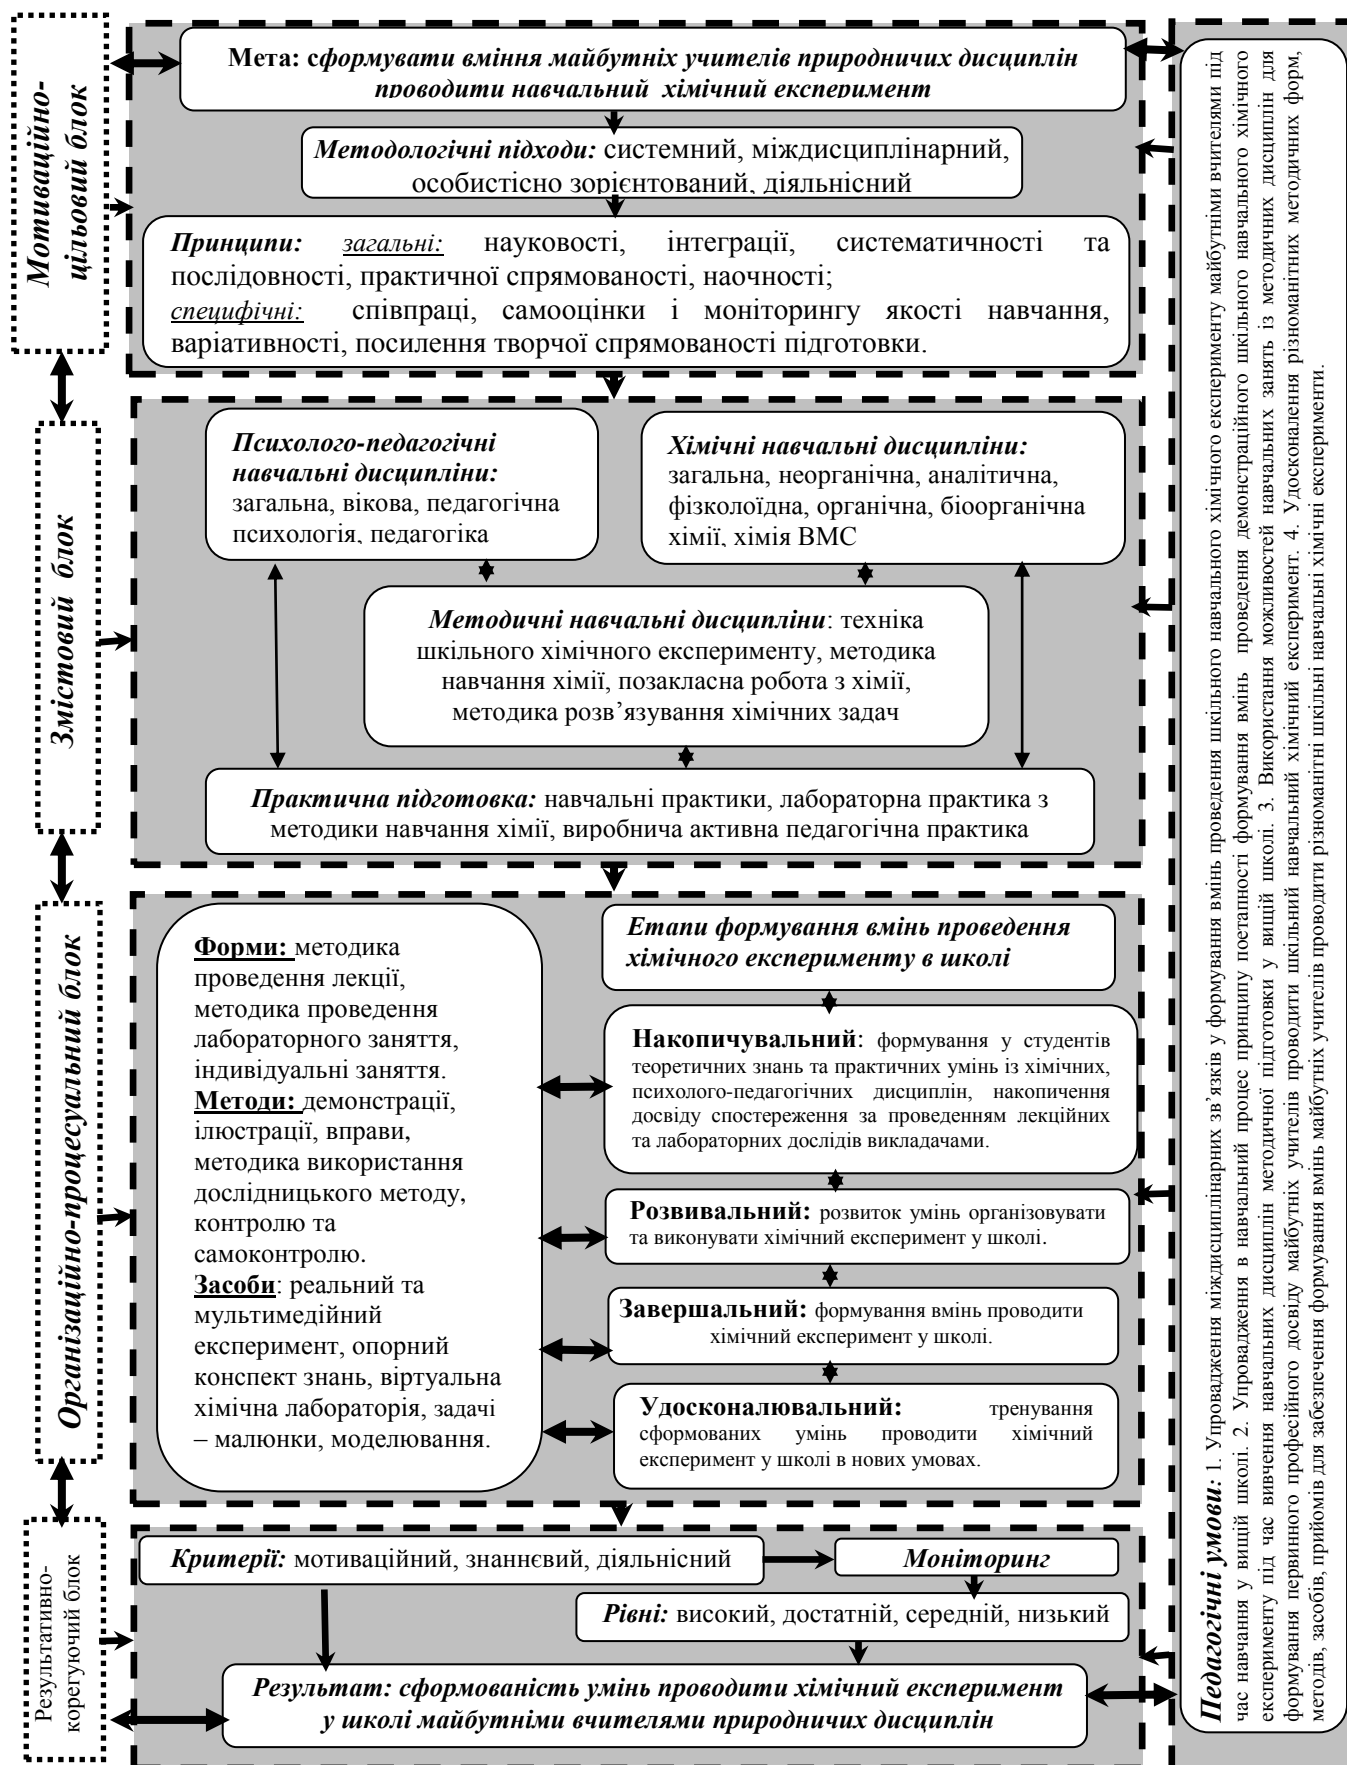 Мотиваційно-
цільовий блок
Мета: сформувати вміння майбутніх учителів природничих дисциплін
проводити навчальний хімічний експеримент
Методологічні підходи: системний, міждисциплінарний,
особистісно зорієнтований, діяльнісний
Принципи: загальні: науковості, інтеграції, систематичності та
послідовності, практичної спрямованості, наочності;
специфічні: співпраці, самооцінки і моніторингу якості навчання,
варіативності, посилення творчої спрямованості підготовки.
Змістовий блок
Психолого-педагогічні
навчальні дисципліни:
загальна, вікова, педагогічна
психологія, педагогіка
Хімічні навчальні дисципліни:
загальна, неорганічна, аналітична,
фізколоїдна, органічна, біоорганічна
хімії, хімія ВМС
Методичні навчальні дисципліни: техніка
шкільного хімічного експерименту, методика
навчання хімії, позакласна робота з хімії,
методика розв’язування хімічних задач
Практична підготовка: навчальні практики, лабораторна практика з
методики навчання хімії, виробнича активна педагогічна практика
Організаційно-процесуальний блок
Форми: методика
проведення лекції,
методика проведення
лабораторного заняття,
індивідуальні заняття.
Методи: демонстрації,
ілюстрації, вправи,
методика використання
дослідницького методу,
контролю та
самоконтролю.
Засоби: реальний та
мультимедійний
експеримент, опорний
конспект знань, віртуальна
хімічна лабораторія, задачі
– малюнки, моделювання.
Етапи формування вмінь проведення
хімічного експерименту в школі
Накопичувальний: формування у студентів
теоретичних знань та практичних умінь із хімічних,
психолого-педагогічних дисциплін, накопичення
досвіду спостереження за проведенням лекційних
та лабораторних дослідів викладачами.
Розвивальний: розвиток умінь організовувати
та виконувати хімічний експеримент у школі.
Завершальний: формування вмінь проводити
хімічний експеримент у школі.
Удосконалювальний: тренування
сформованих умінь проводити хімічний
експеримент у школі в нових умовах.
Результативно-
корегуючий блок
Критерії: мотиваційний, знаннєвий, діяльнісний
Моніторинг
Рівні: високий, достатній, середній, низький
Результат: сформованість умінь проводити хімічний експеримент
у школі майбутніми вчителями природничих дисциплін
Педагогічні умови: 1. Упровадження міждисциплінарних зв’язків у формування вмінь проведення шкільного навчального хімічного експерименту майбутніми вчителями під
час навчання у вищій школі. 2. Упровадження в навчальний процес принципу поетапності формування вмінь проведення демонстраційного шкільного навчального хімічного
експерименту під час вивчення навчальних дисциплін методичної підготовки у вищій школі. 3. Використання можливостей навчальних занять із методичних дисциплін для
формування первинного професійного досвіду майбутніх учителів проводити шкільний навчальний хімічний експеримент. 4. Удосконалення різноманітних методичних форм,
методів, засобів, прийомів для забезпечення формування вмінь майбутніх учителів проводити різноманітні шкільні навчальні хімічні експерименти.